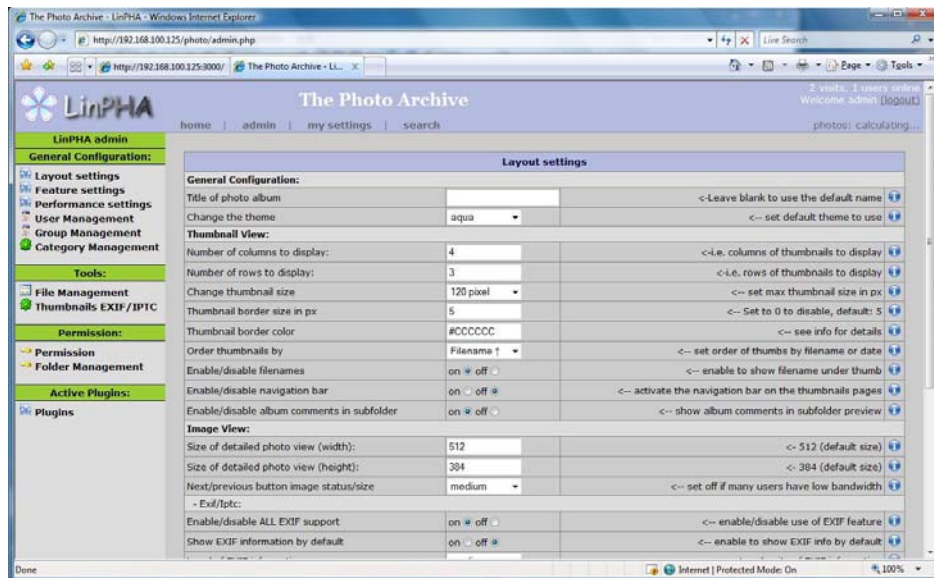 The Photo Archive - LinPHA - Windows Internet Explorer
http://192.168.100.125/photo/admin.php
Live Search
http://192.168.100.125:3000/
The Photo Archive - Li...
Page
Tools
LinPHA
The Photo Archive
2 visits, 1 users online
Welcome admin (logout)
home | admin | my settings | search
photos: calculating...
LinPHA admin
General Configuration:
Layout settings
Feature settings
Performance settings
User Management
Group Management
Category Management
Tools:
File Management
Thumbnails EXIF/IPTC
Permission:
Permission
Folder Management
Active Plugins:
Plugins
Layout settings
General Configuration:
Title of photo album <-Leave blank to use the default name
Change the theme aqua <-- set default theme to use
Thumbnail View:
Number of columns to display: 4 <-i.e. columns of thumbnails to display
Number of rows to display: 3 <-i.e. rows of thumbnails to display
Change thumbnail size 120 pixel <-- set max thumbnail size in px
Thumbnail border size in px 5 <-- Set to 0 to disable, default: 5
Thumbnail border color #CCCCCC <-- see info for details
Order thumbnails by Filename ↑ <-- set order of thumbs by filename or date
Enable/disable filenames on off <-- enable to show filename under thumb
Enable/disable navigation bar on off <-- activate the navigation bar on the thumbnails pages
Enable/disable album comments in subfolder on off <-- show album comments in subfolder preview
Image View:
Size of detailed photo view (width): 512 <- 512 (default size)
Size of detailed photo view (height): 384 <- 384 (default size)
Next/previous button image status/size medium <-- set off if many users have low bandwidth
- Exif/Iptc:
Enable/disable ALL EXIF support on off <-- enable/disable use of EXIF feature
Show EXIF information by default on off <-- enable to show EXIF info by default
Done
Internet | Protected Mode: On
100%